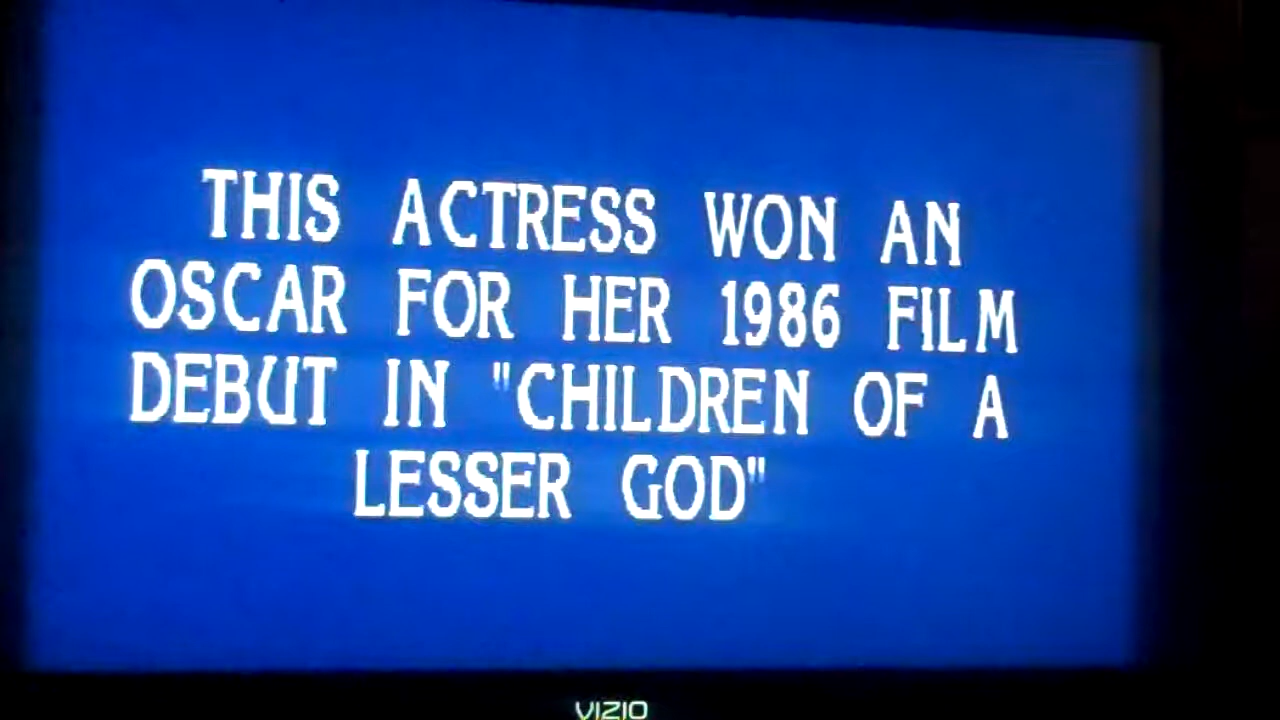 THIS ACTRESS WON AN
OSCAR FOR HER 1986 FILM
DEBUT IN "CHILDREN OF A
LESSER GOD"
VIZIO